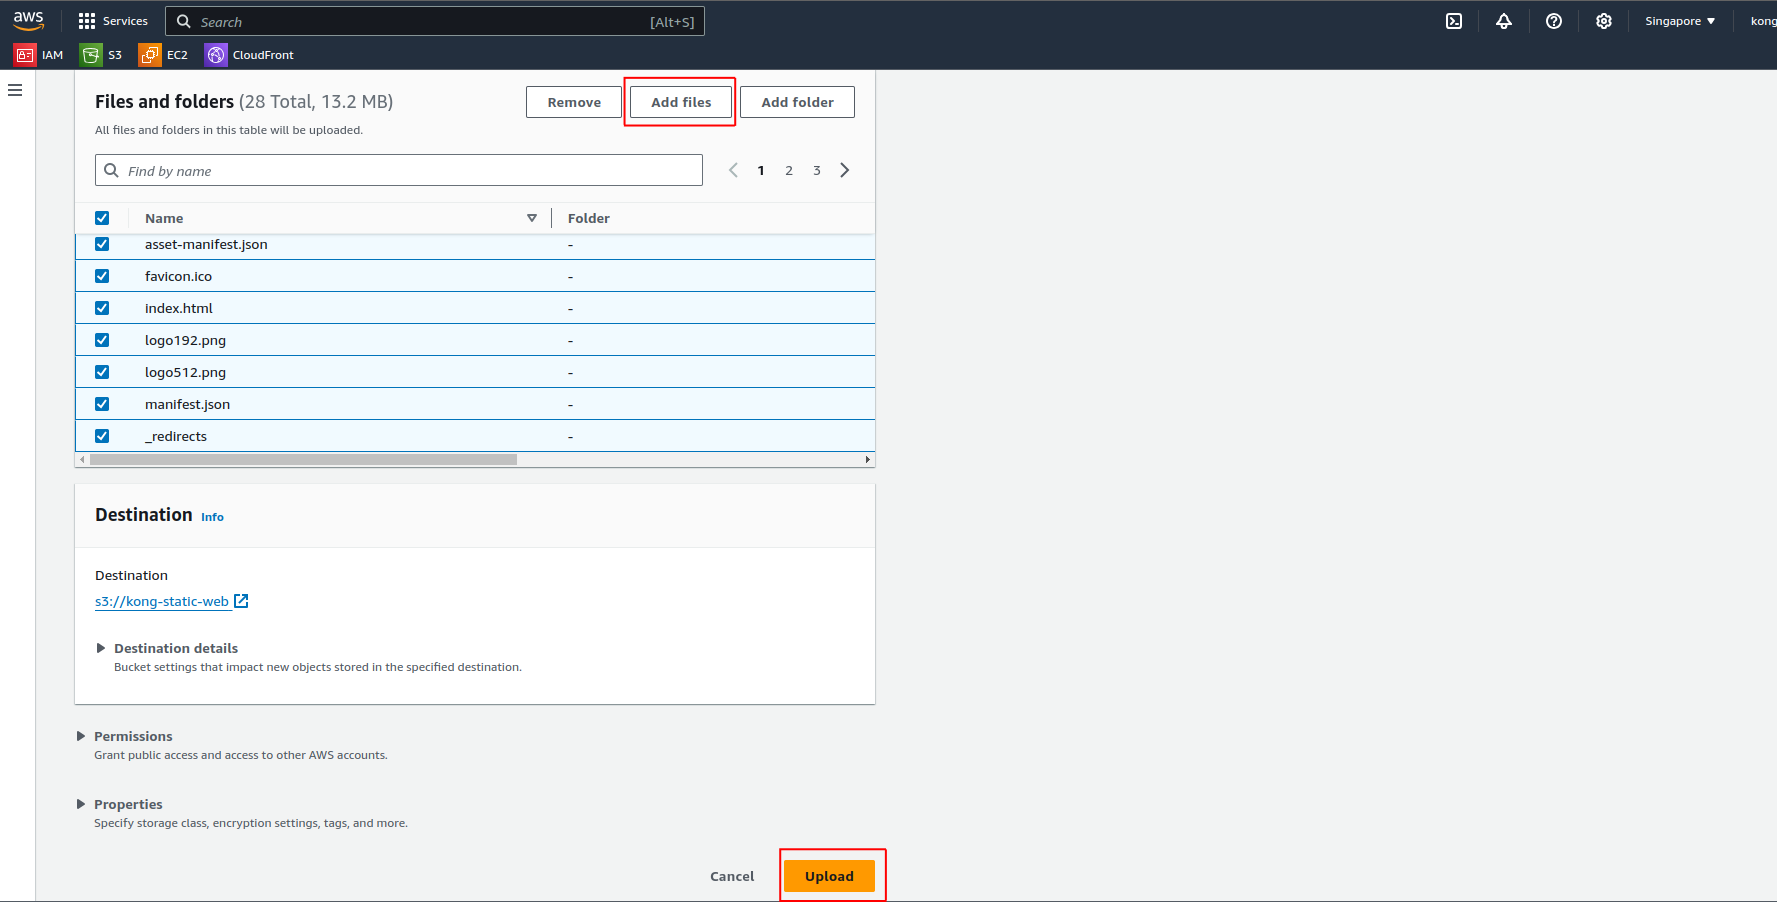 aws
Services
Search [Alt+S]
Singapore
kong
IAM S3 EC2 CloudFront
Files and folders (28 Total, 13.2 MB)
Remove Add files Add folder
All files and folders in this table will be uploaded.
Find by name
1 2 3
Name Folder
asset-manifest.json -
favicon.ico -
index.html -
logo192.png -
logo512.png -
manifest.json -
_redirects -
Destination Info
Destination
s3://kong-static-web
Destination details
Bucket settings that impact new objects stored in the specified destination.
Permissions
Grant public access and access to other AWS accounts.
Properties
Specify storage class, encryption settings, tags, and more.
Cancel Upload